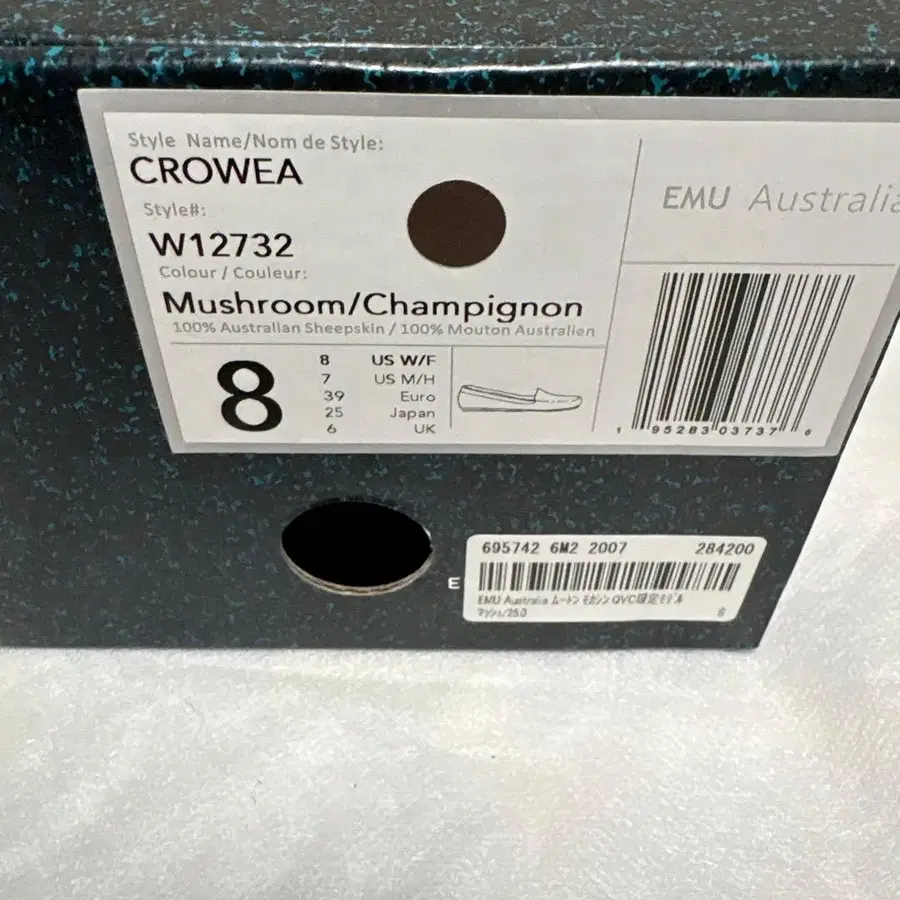 Style Name/Nom de Style:
CROWEA
Style#:
W12732
Colour / Couleur:
Mushroom/Champignon
100% Australian Sheepskin / 100% Mouton Australien
8
8 US W/F
7 US M/H
39 Euro
25 Japan
6 UK
EMU Australia
1 95283 03737 6
E
695742 6M2 2007 284200
EMU Australia ムートン モカシン QVC限定モデル
マッシュ/25.0 8